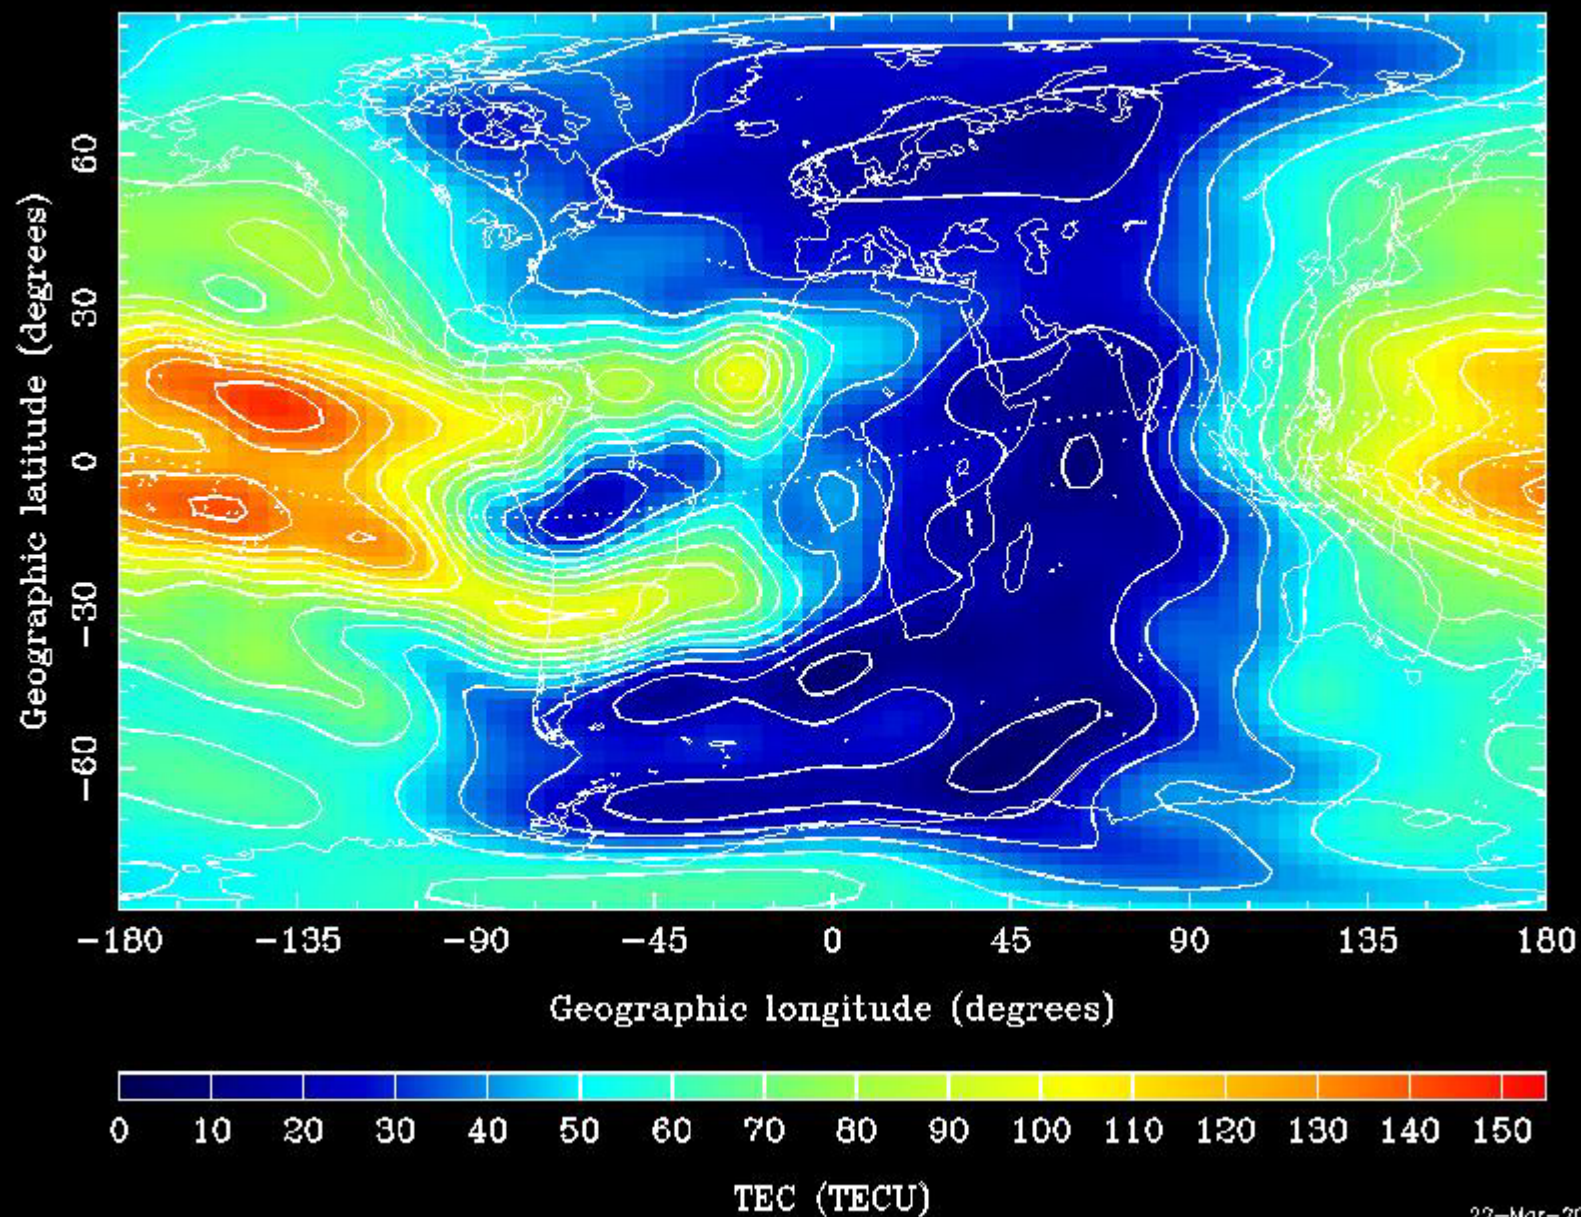 Geographic latitude (degrees)
60
30
0
−30
−60
−180 −135 −90 −45 0 45 90 135 180
Geographic longitude (degrees)
0 10 20 30 40 50 60 70 80 90 100 110 120 130 140 150
TEC (TECU)